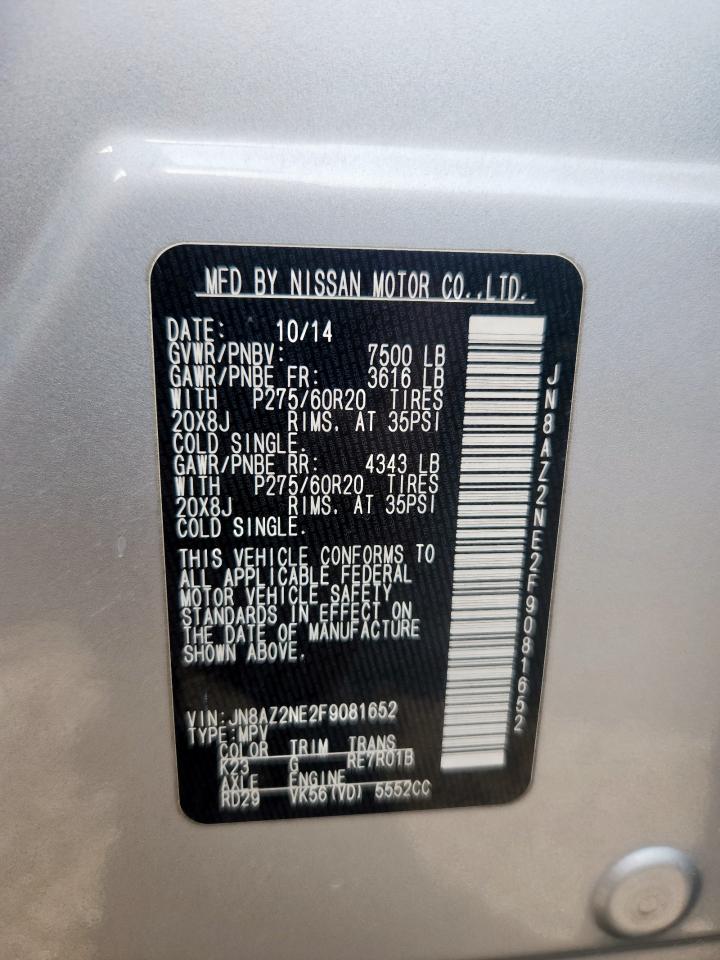 MFD BY NISSAN MOTOR CO.,LTD.
DATE: 10/14
GVWR/PNBV: 7500 LB
GAWR/PNBE FR: 3616 LB
WITH P275/60R20 TIRES
20X8J RIMS. AT 35PSI
COLD SINGLE.
GAWR/PNBE RR: 4343 LB
WITH P275/60R20 TIRES
20X8J RIMS. AT 35PSI
COLD SINGLE.
THIS VEHICLE CONFORMS TO
ALL APPLICABLE FEDERAL
MOTOR VEHICLE SAFETY
STANDARDS IN EFFECT ON
THE DATE OF MANUFACTURE
SHOWN ABOVE.
VIN:JN8AZ2NE2F9081652
TYPE:MPV
COLOR TRIM TRANS
K23 G RE7R01B
AXLE ENGINE
RD29 VK56(VD) 5552CC
JN8AZ2NE2F9081652